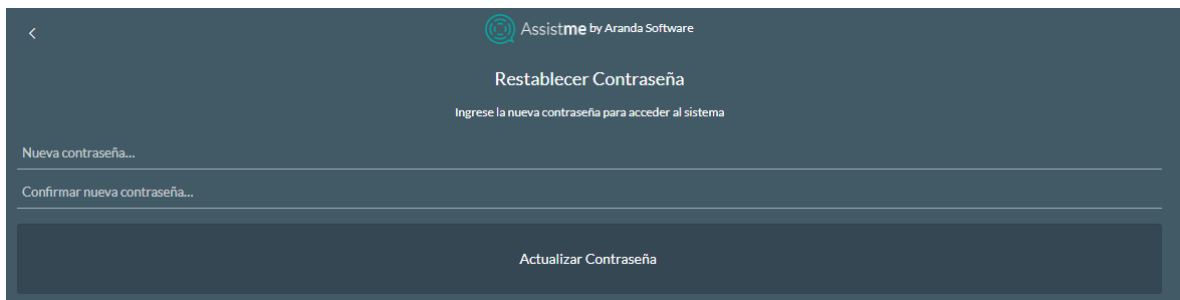 Assistme by Aranda Software
Restablecer Contraseña
Ingrese la nueva contraseña para acceder al sistema
Nueva contraseña...
Confirmar nueva contraseña...
Actualizar Contraseña